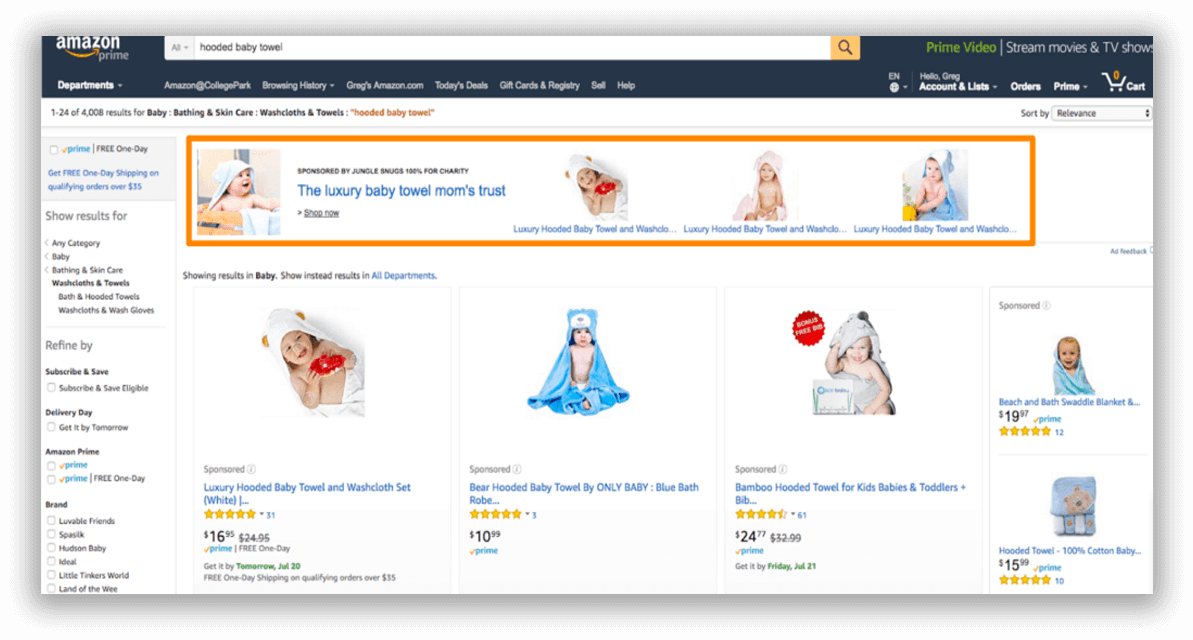 amazon
prime
All
hooded baby towel
Prime Video | Stream movies & TV shows
Departments
Amazon@CollegePark Browsing History Greg's Amazon.com Today's Deals Gift Cards & Registry Sell Help
EN
Hello, Greg
Account & Lists
Orders
Prime
0
Cart
1-24 of 4,008 results for Baby : Bathing & Skin Care : Washcloths & Towels : "hooded baby towel"
Sort by Relevance
prime | FREE One-Day
Get FREE One-Day Shipping on
qualifying orders over $35
Show results for
‹ Any Category
‹ Baby
‹ Bathing & Skin Care
Washcloths & Towels
Bath & Hooded Towels
Washcloths & Wash Gloves
Refine by
Subscribe & Save
Subscribe & Save Eligible
Delivery Day
Get It by Tomorrow
Amazon Prime
prime
prime | FREE One-Day
Brand
Luvable Friends
Spasilk
Hudson Baby
Ideal
Little Tinkers World
Land of the Wee
SPONSORED BY JUNGLE SNUGS 100% FOR CHARITY
The luxury baby towel mom's trust
> Shop now
Luxury Hooded Baby Towel and Washclo...
Luxury Hooded Baby Towel and Washclo...
Luxury Hooded Baby Towel and Washclo...
Ad feedback
Showing results in Baby. Show instead results in All Departments.
Sponsored
Luxury Hooded Baby Towel and Washcloth Set
(White) |...
31
$1695 $24.95
prime | FREE One-Day
Get it by Tomorrow, Jul 20
FREE One-Day Shipping on qualifying orders over $35
Sponsored
Bear Hooded Baby Towel By ONLY BABY : Blue Bath
Robe...
3
$1099
prime
BONUS
FREE BIB
Sponsored
Bamboo Hooded Towel for Kids Babies & Toddlers +
Bib...
61
$2477 $32.99
prime
Get it by Friday, Jul 21
Sponsored
Beach and Bath Swaddle Blanket &...
$1997 prime
12
Hooded Towel - 100% Cotton Baby...
$1599 prime
10